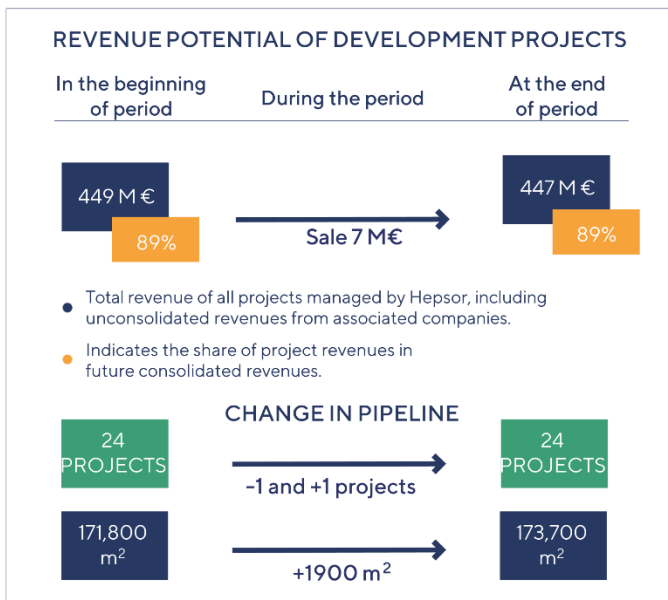 REVENUE POTENTIAL OF DEVELOPMENT PROJECTS
In the beginning
of period
During the period
At the end
of period
449 M €
89%
Sale 7 M€
447 M €
89%
Total revenue of all projects managed by Hepsor, including
unconsolidated revenues from associated companies.
Indicates the share of project revenues in
future consolidated revenues.
CHANGE IN PIPELINE
24
PROJECTS
-1 and +1 projects
24
PROJECTS
171,800
m²
+1900 m²
173,700
m²